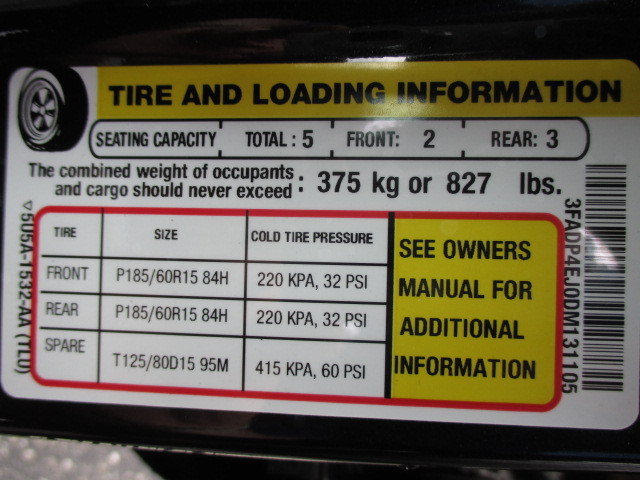 TIRE AND LOADING INFORMATION
SEATING CAPACITY TOTAL : 5 FRONT: 2 REAR: 3
The combined weight of occupants
and cargo should never exceed : 375 kg or 827 lbs.
TIRE SIZE COLD TIRE PRESSURE
FRONT P185/60R15 84H 220 KPA, 32 PSI
REAR P185/60R15 84H 220 KPA, 32 PSI
SPARE T125/80D15 95M 415 KPA, 60 PSI
SEE OWNERS
MANUAL FOR
ADDITIONAL
INFORMATION
▽5U5A-1532-AA (TL0)
3FADP4EJ0DM131105